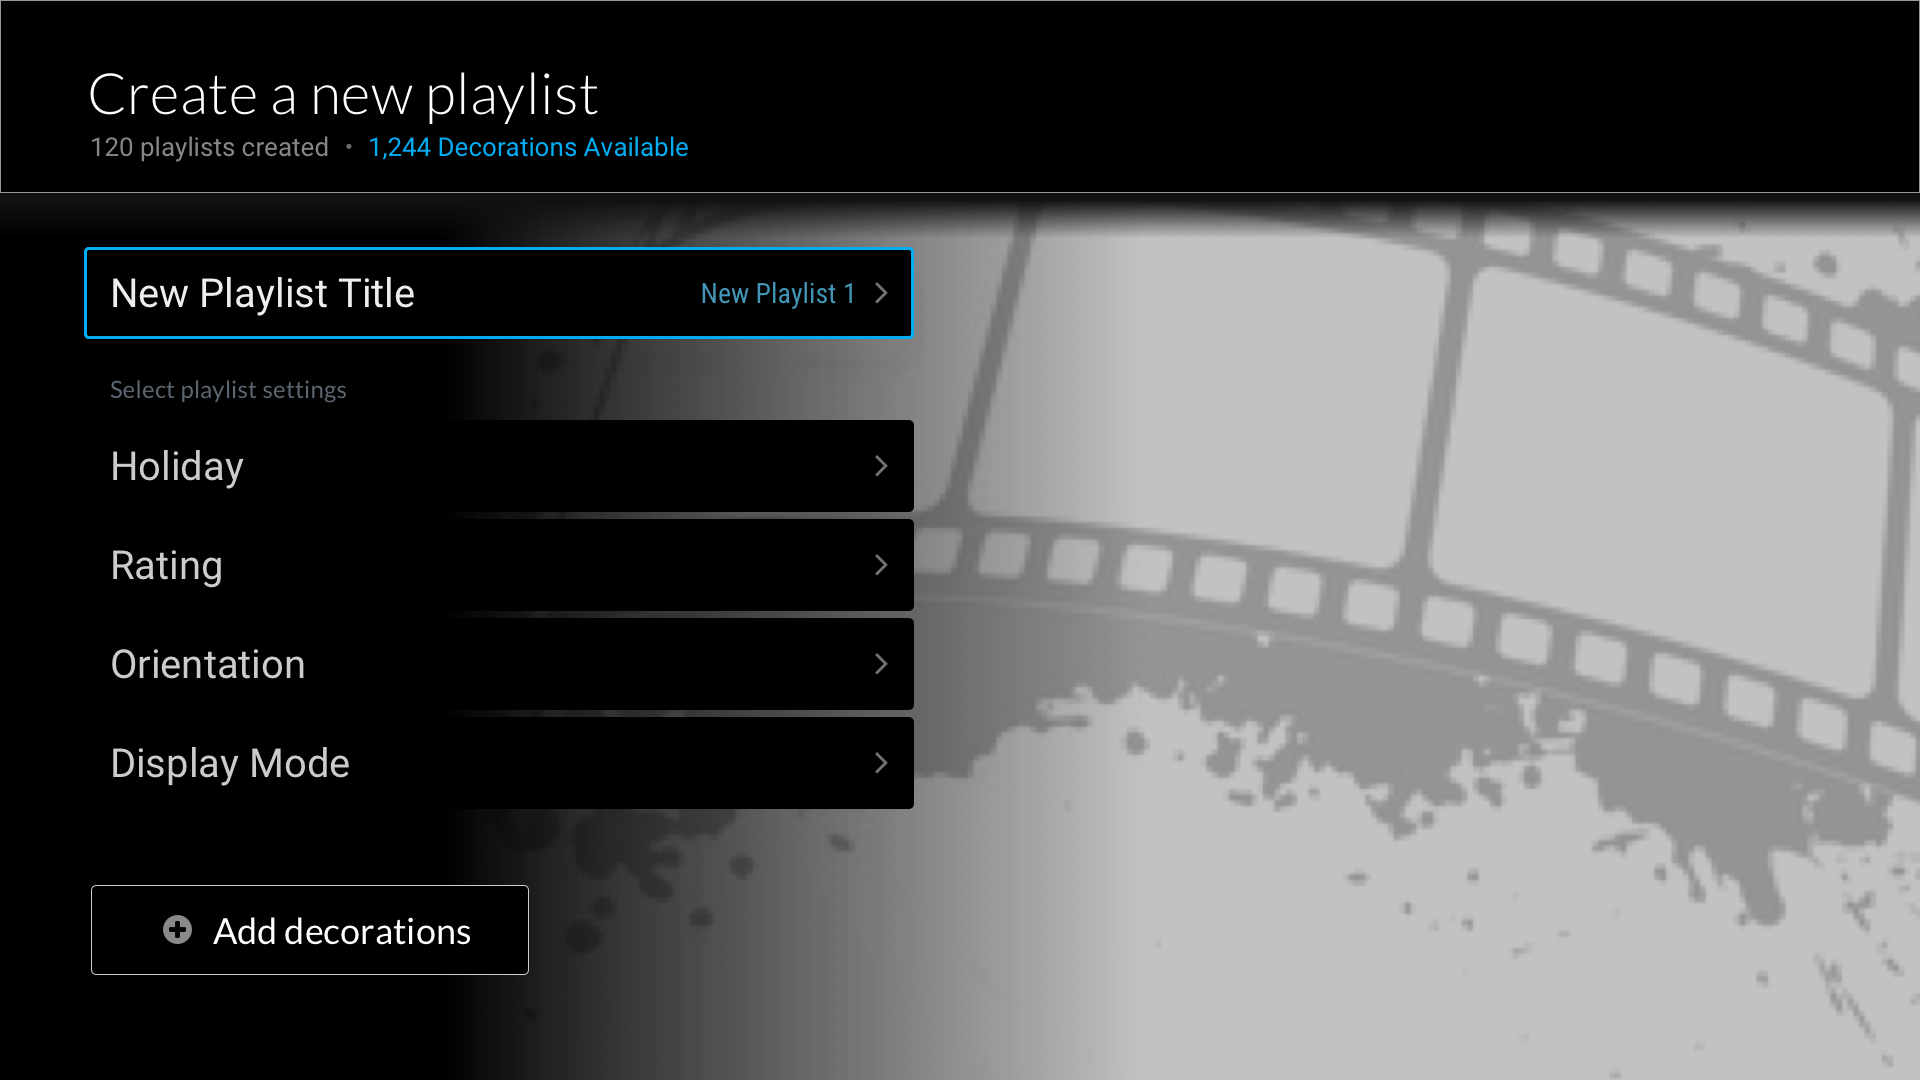 Create a new playlist
120 playlists created • 1,244 Decorations Available
New Playlist Title New Playlist 1
Select playlist settings
Holiday
Rating
Orientation
Display Mode
Add decorations